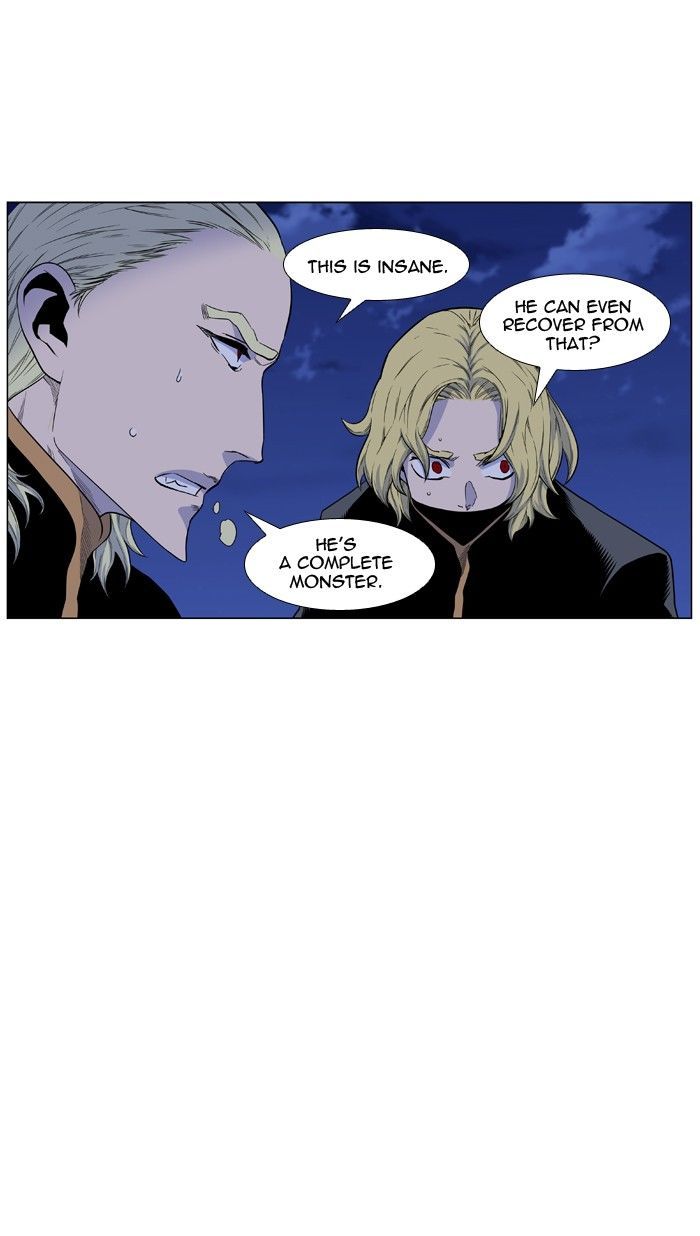 THIS IS INSANE.
HE CAN EVEN
RECOVER FROM
THAT?
HE'S
A COMPLETE
MONSTER.